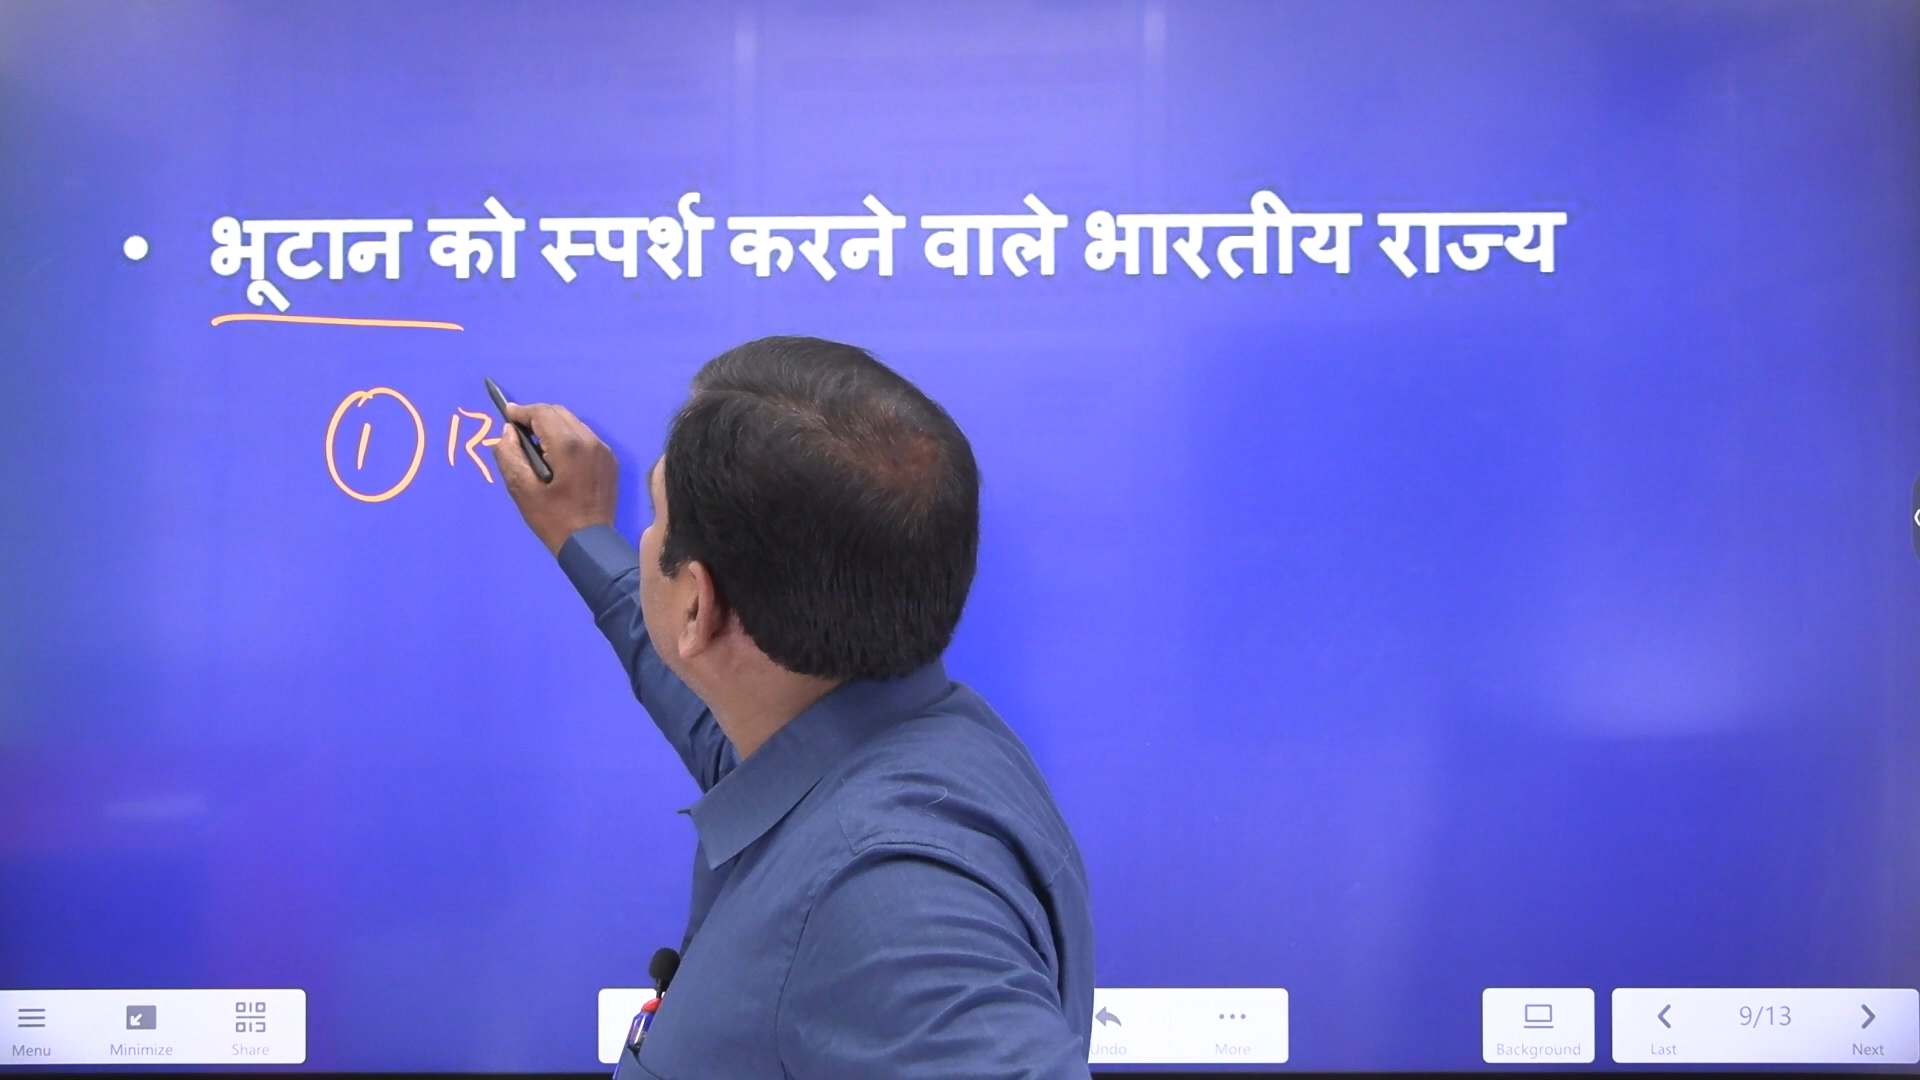 • भूटान को स्पर्श करने वाले भारतीय राज्य
1
Menu
Minimize
Share
Undo
More
Background
Last
9/13
Next